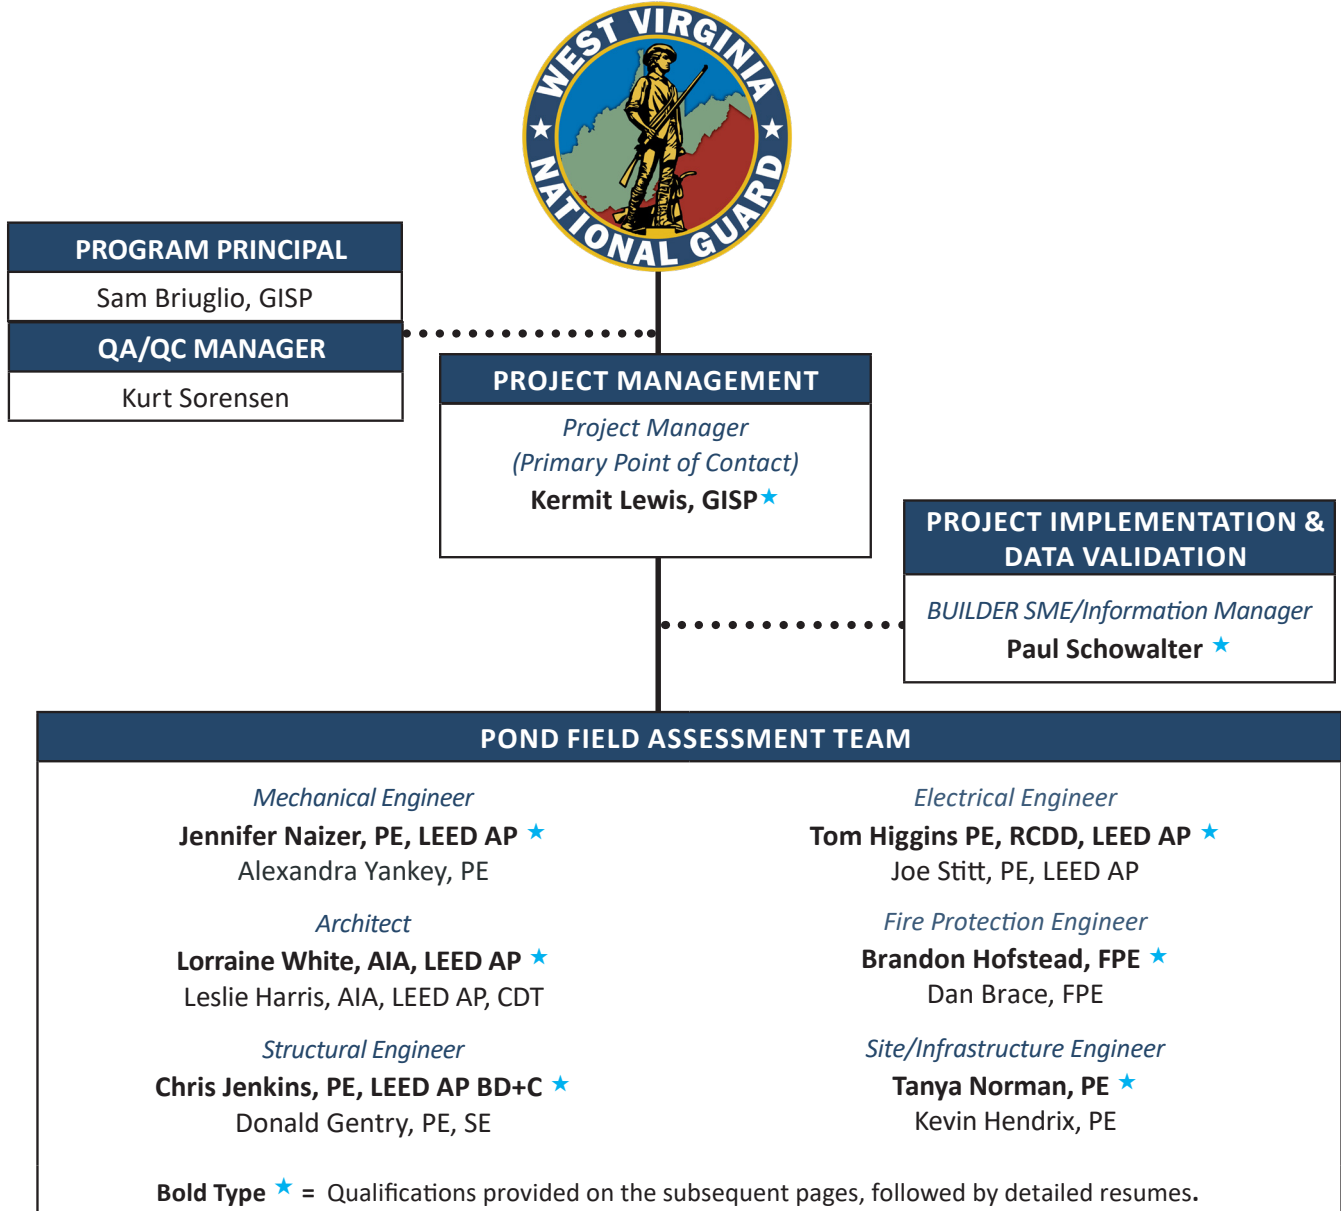 WEST VIRGINIA
NATIONAL GUARD
PROGRAM PRINCIPAL
Sam Briuglio, GISP
QA/QC MANAGER
Kurt Sorensen
PROJECT MANAGEMENT
Project Manager
(Primary Point of Contact)
Kermit Lewis, GISP★
PROJECT IMPLEMENTATION &
DATA VALIDATION
BUILDER SME/Information Manager
Paul Schowalter ★
POND FIELD ASSESSMENT TEAM
Mechanical Engineer
Jennifer Naizer, PE, LEED AP ★
Alexandra Yankey, PE
Architect
Lorraine White, AIA, LEED AP ★
Leslie Harris, AIA, LEED AP, CDT
Structural Engineer
Chris Jenkins, PE, LEED AP BD+C ★
Donald Gentry, PE, SE
Electrical Engineer
Tom Higgins PE, RCDD, LEED AP ★
Joe Stitt, PE, LEED AP
Fire Protection Engineer
Brandon Hofstead, FPE ★
Dan Brace, FPE
Site/Infrastructure Engineer
Tanya Norman, PE ★
Kevin Hendrix, PE
Bold Type ★ = Qualifications provided on the subsequent pages, followed by detailed resumes.